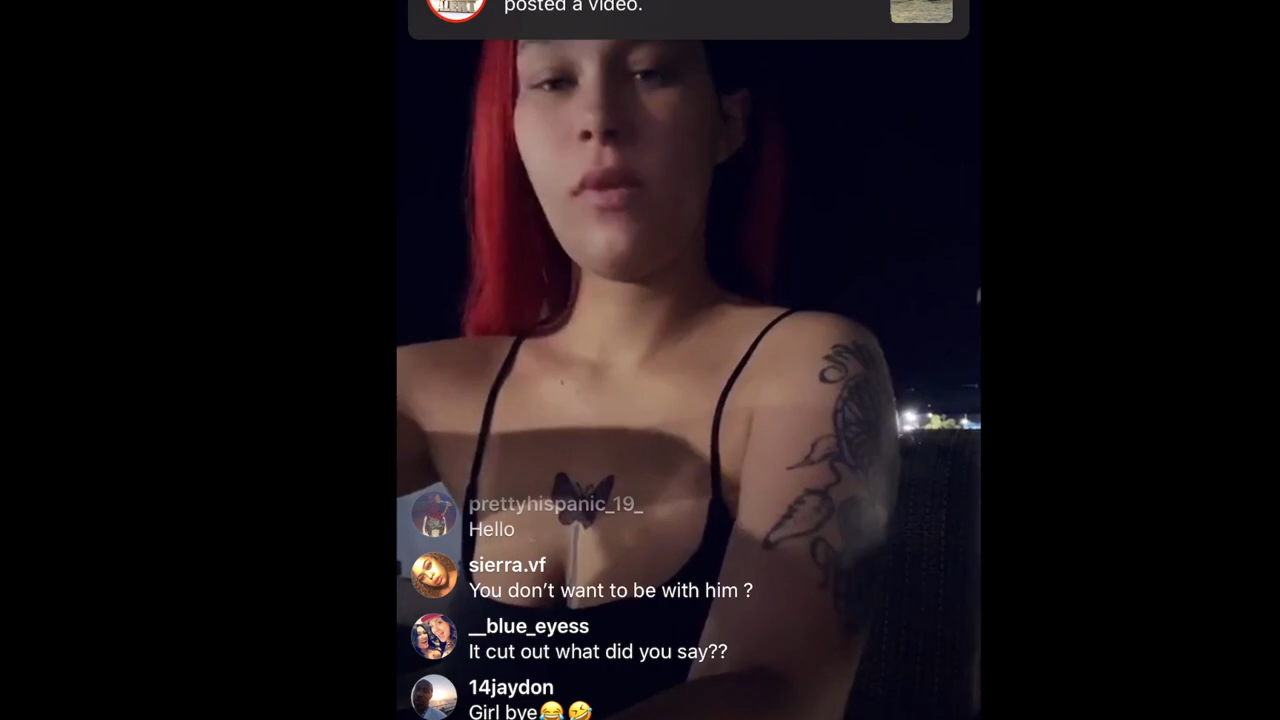 posted a video.
prettyhispanic_19_
Hello
sierra.vf
You don’t want to be with him ?
__blue_eyess
It cut out what did you say??
14jaydon
Girl bye😂🤣